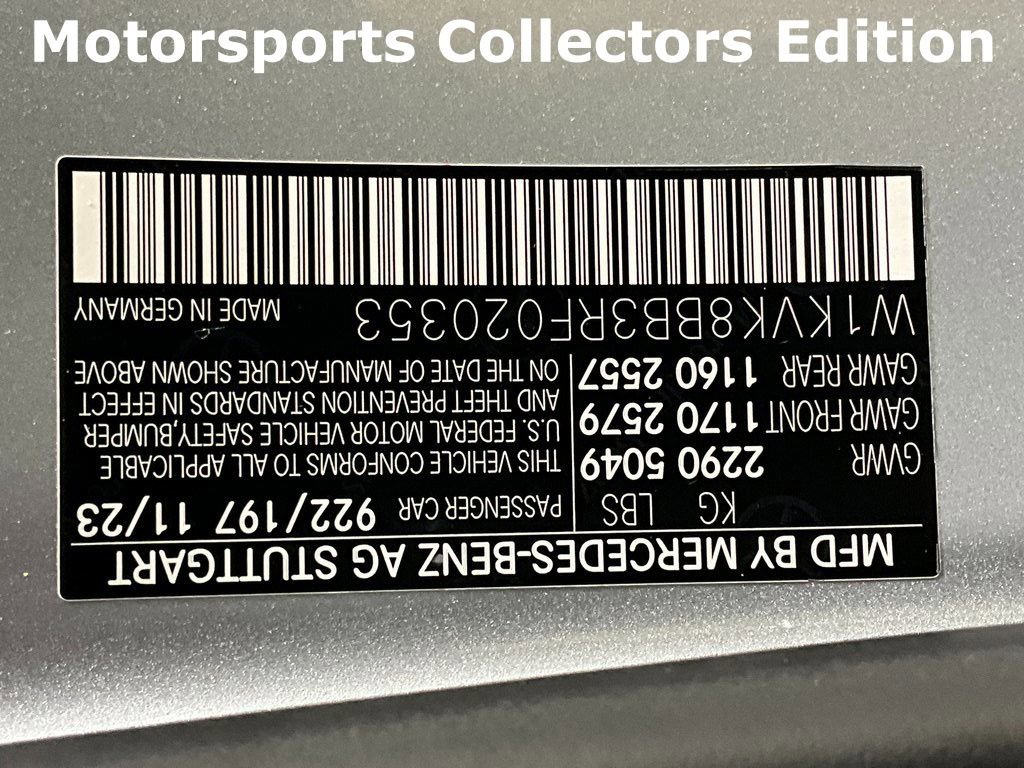 Motorsports Collectors Edition
MFD BY MERCEDES-BENZ AG STUTTGART
KG LBS
GVWR 2290 5049
GAWR FRONT 1170 2579
GAWR REAR 1160 2557
PASSENGER CAR 922/197 11/23
THIS VEHICLE CONFORMS TO ALL APPLICABLE
U.S. FEDERAL MOTOR VEHICLE SAFETY,BUMPER
AND THEFT PREVENTION STANDARDS IN EFFECT
ON THE DATE OF MANUFACTURE SHOWN ABOVE
W1KVK8BB3RF020353 MADE IN GERMANY